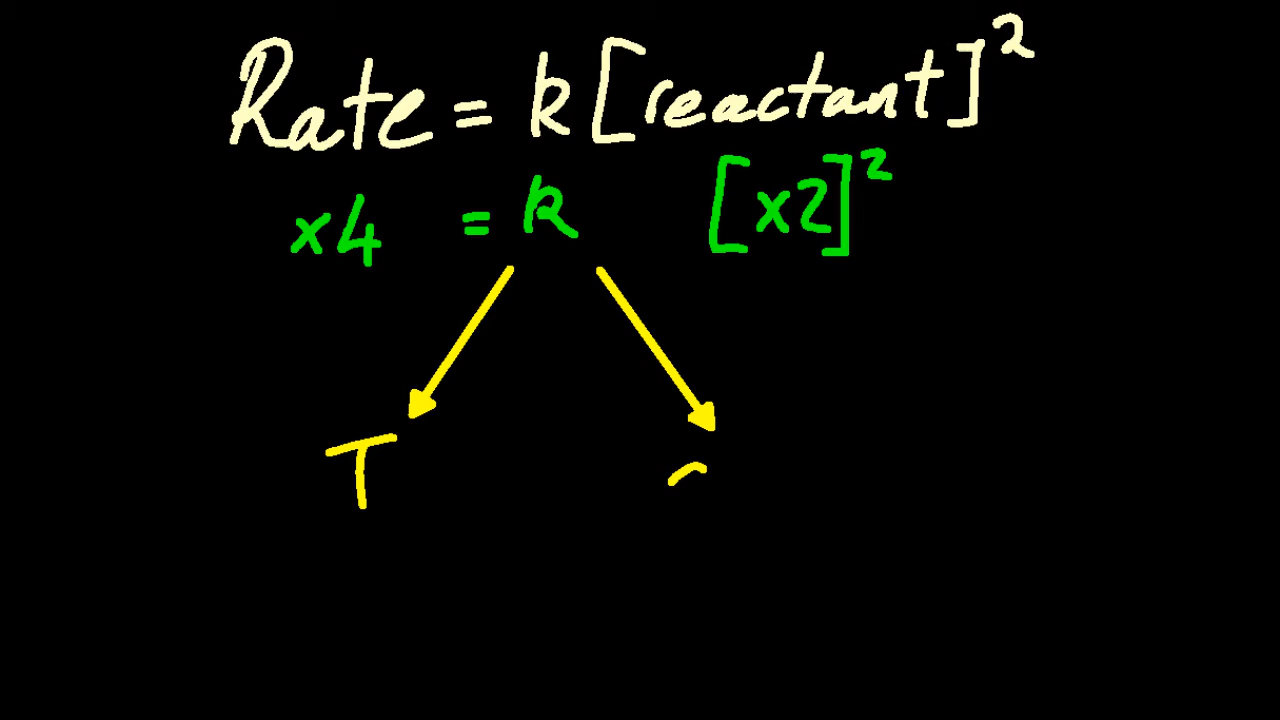 Rate = k [reactant]²
x4 = k [x2]²
T